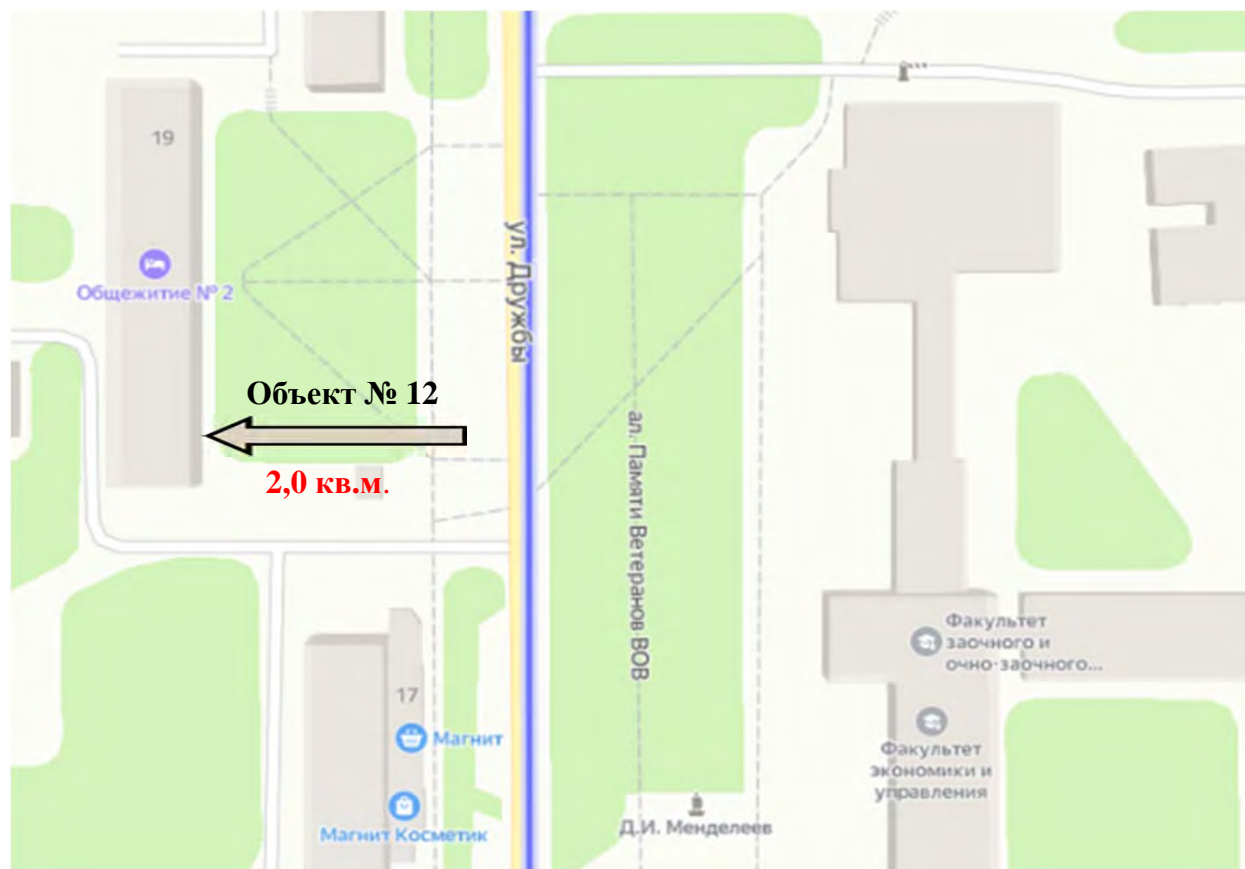 19
Общежитие № 2
ул. Дружбы
Объект № 12
2,0 кв.м.
ал. Памяти Ветеранов ВОВ
Факультет
заочного и
очно-заочного...
17
Магнит
Факультет
экономики и
управления
Магнит Косметик
Д.И. Менделеев